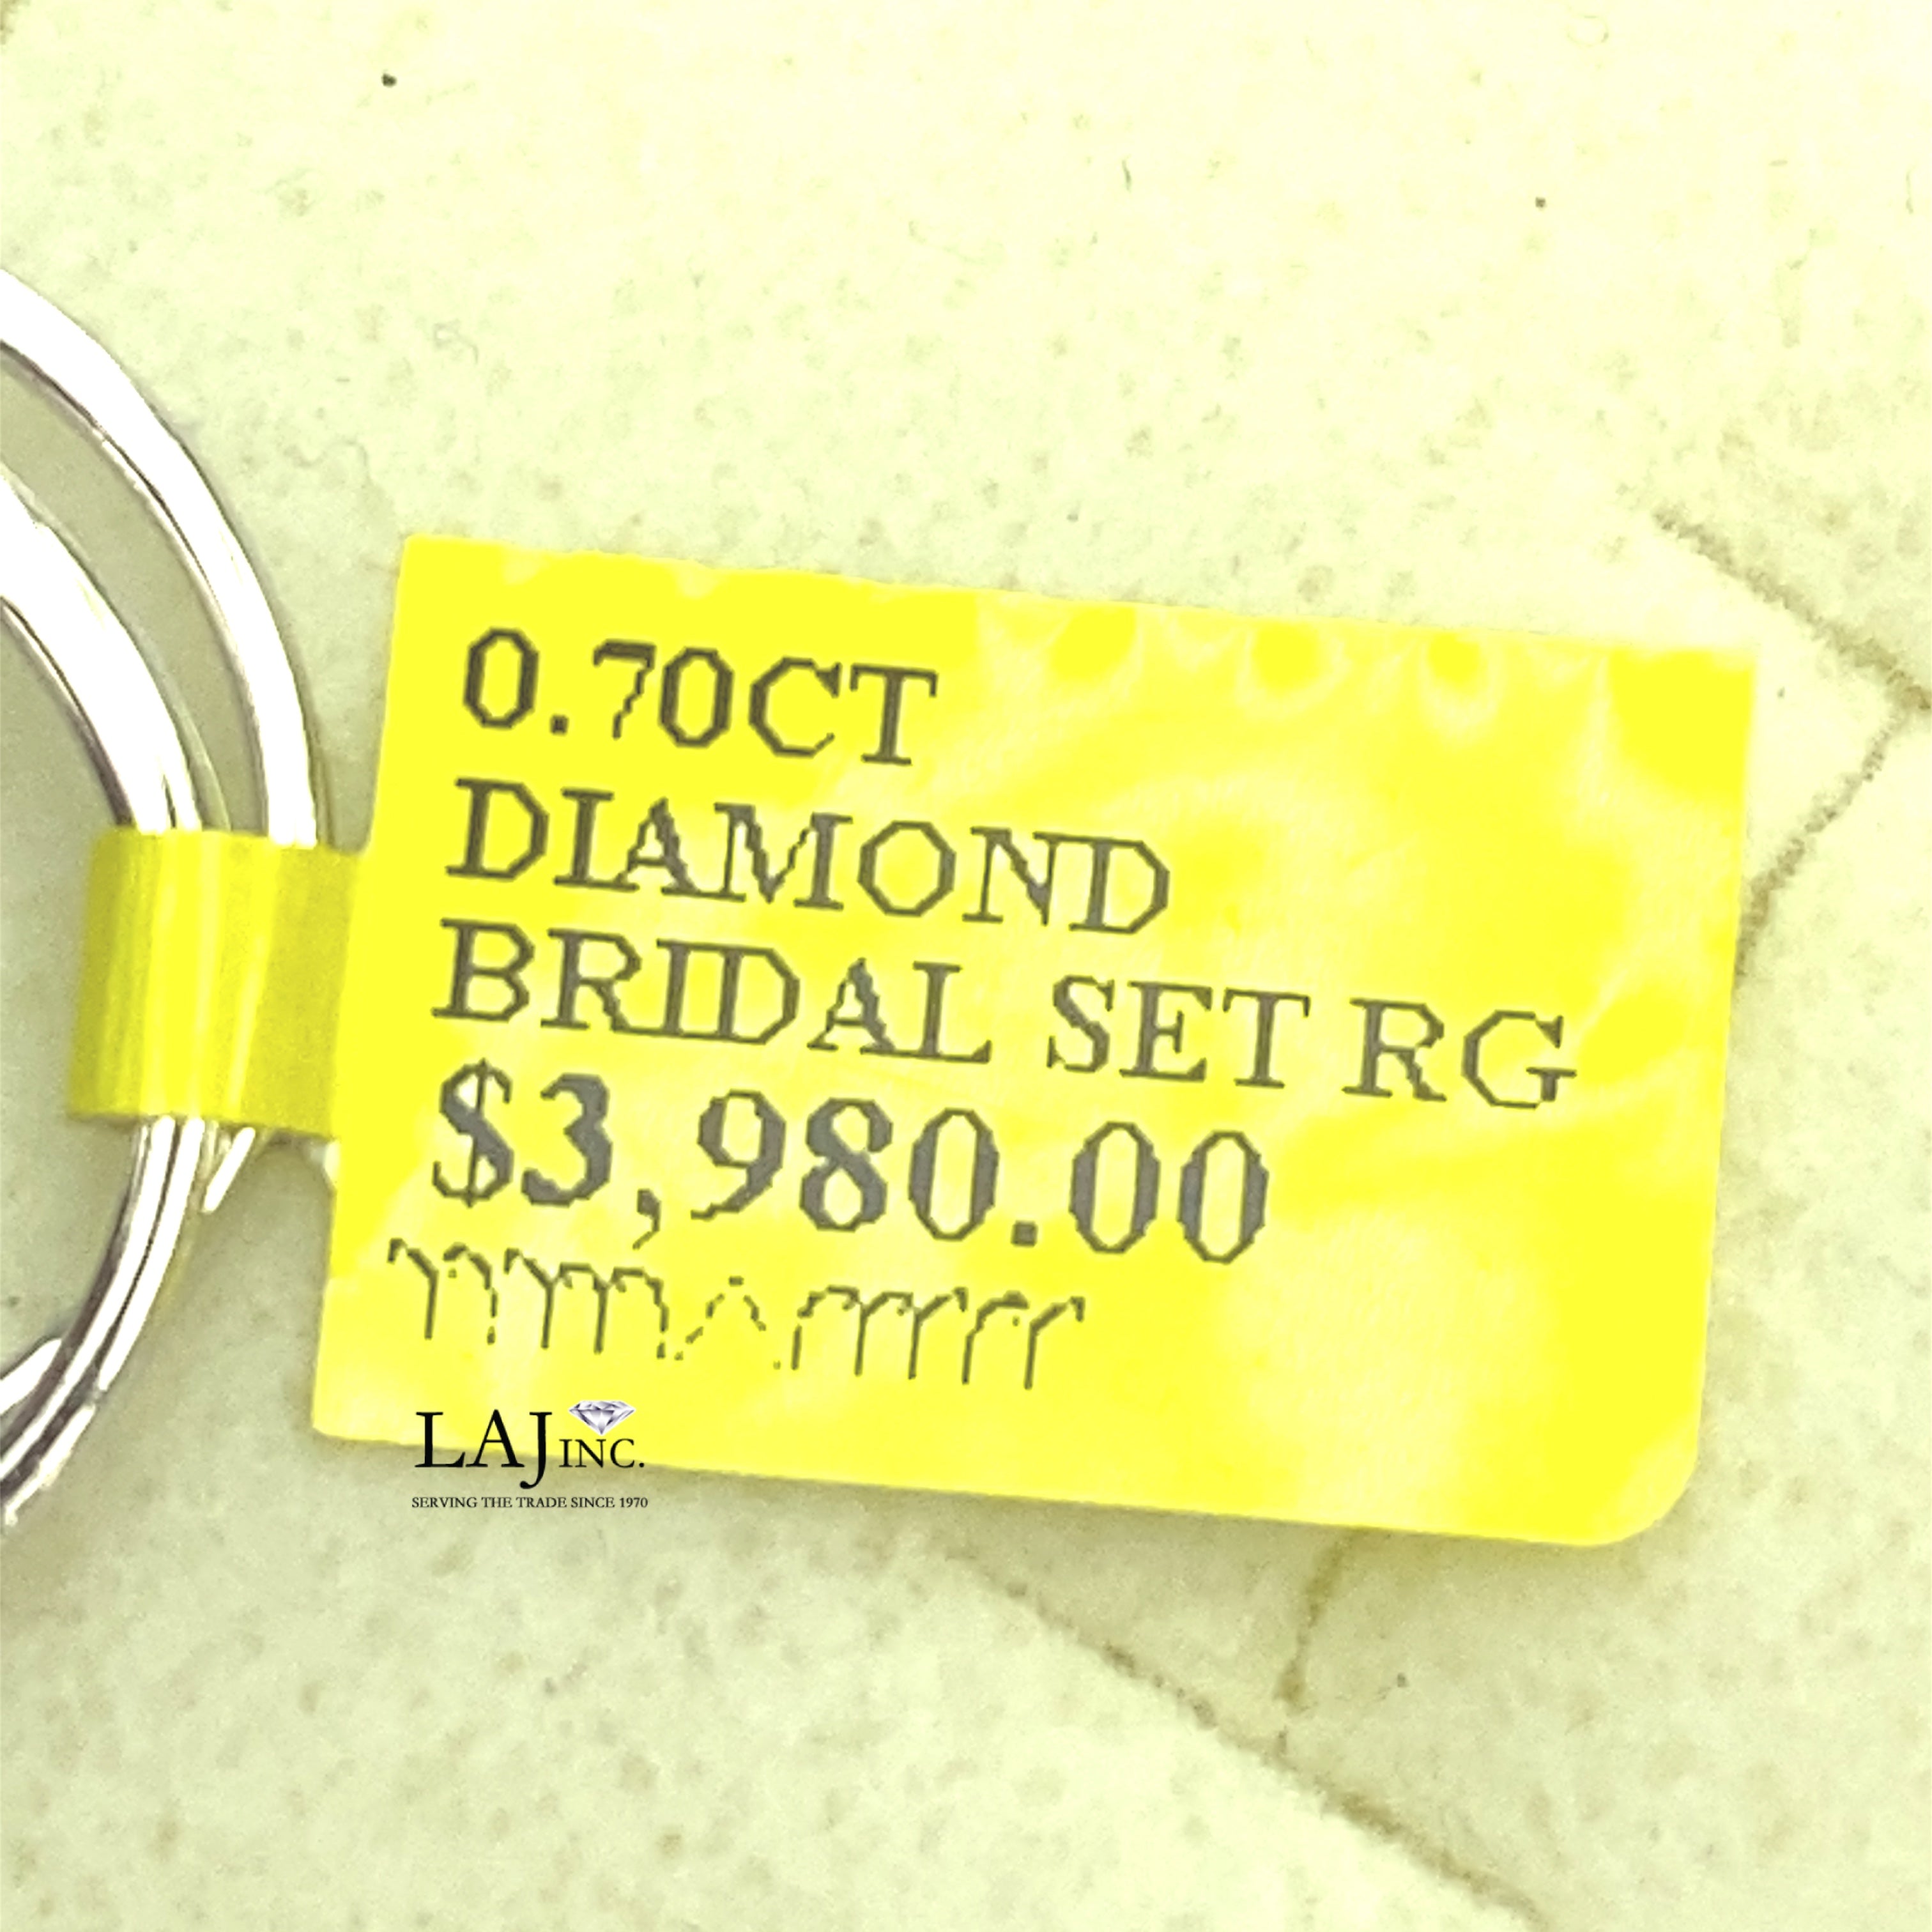 0.70CT
DIAMOND
BRIDAL SET RG
$3,980.00
LAJ INC.
SERVING THE TRADE SINCE 1970